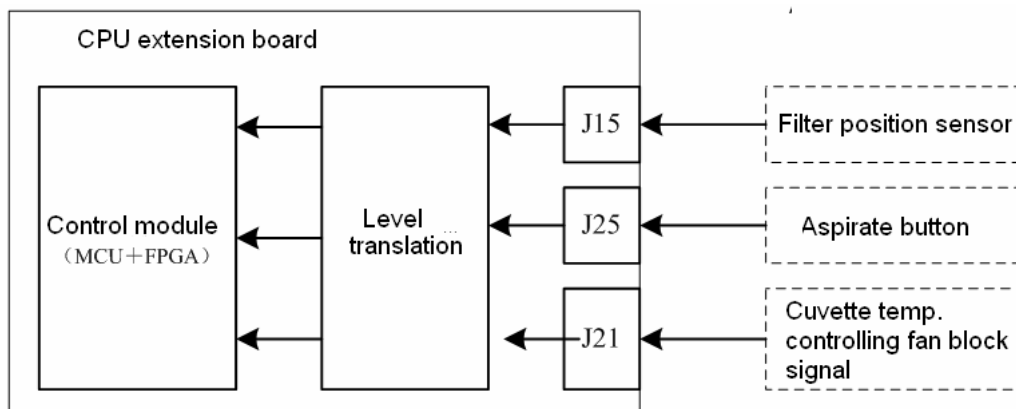 CPU extension board
J15
Filter position sensor
Control module
（MCU＋FPGA）
Level ...
translation
J25
Aspirate button
J21
Cuvette temp.
controlling fan block
signal